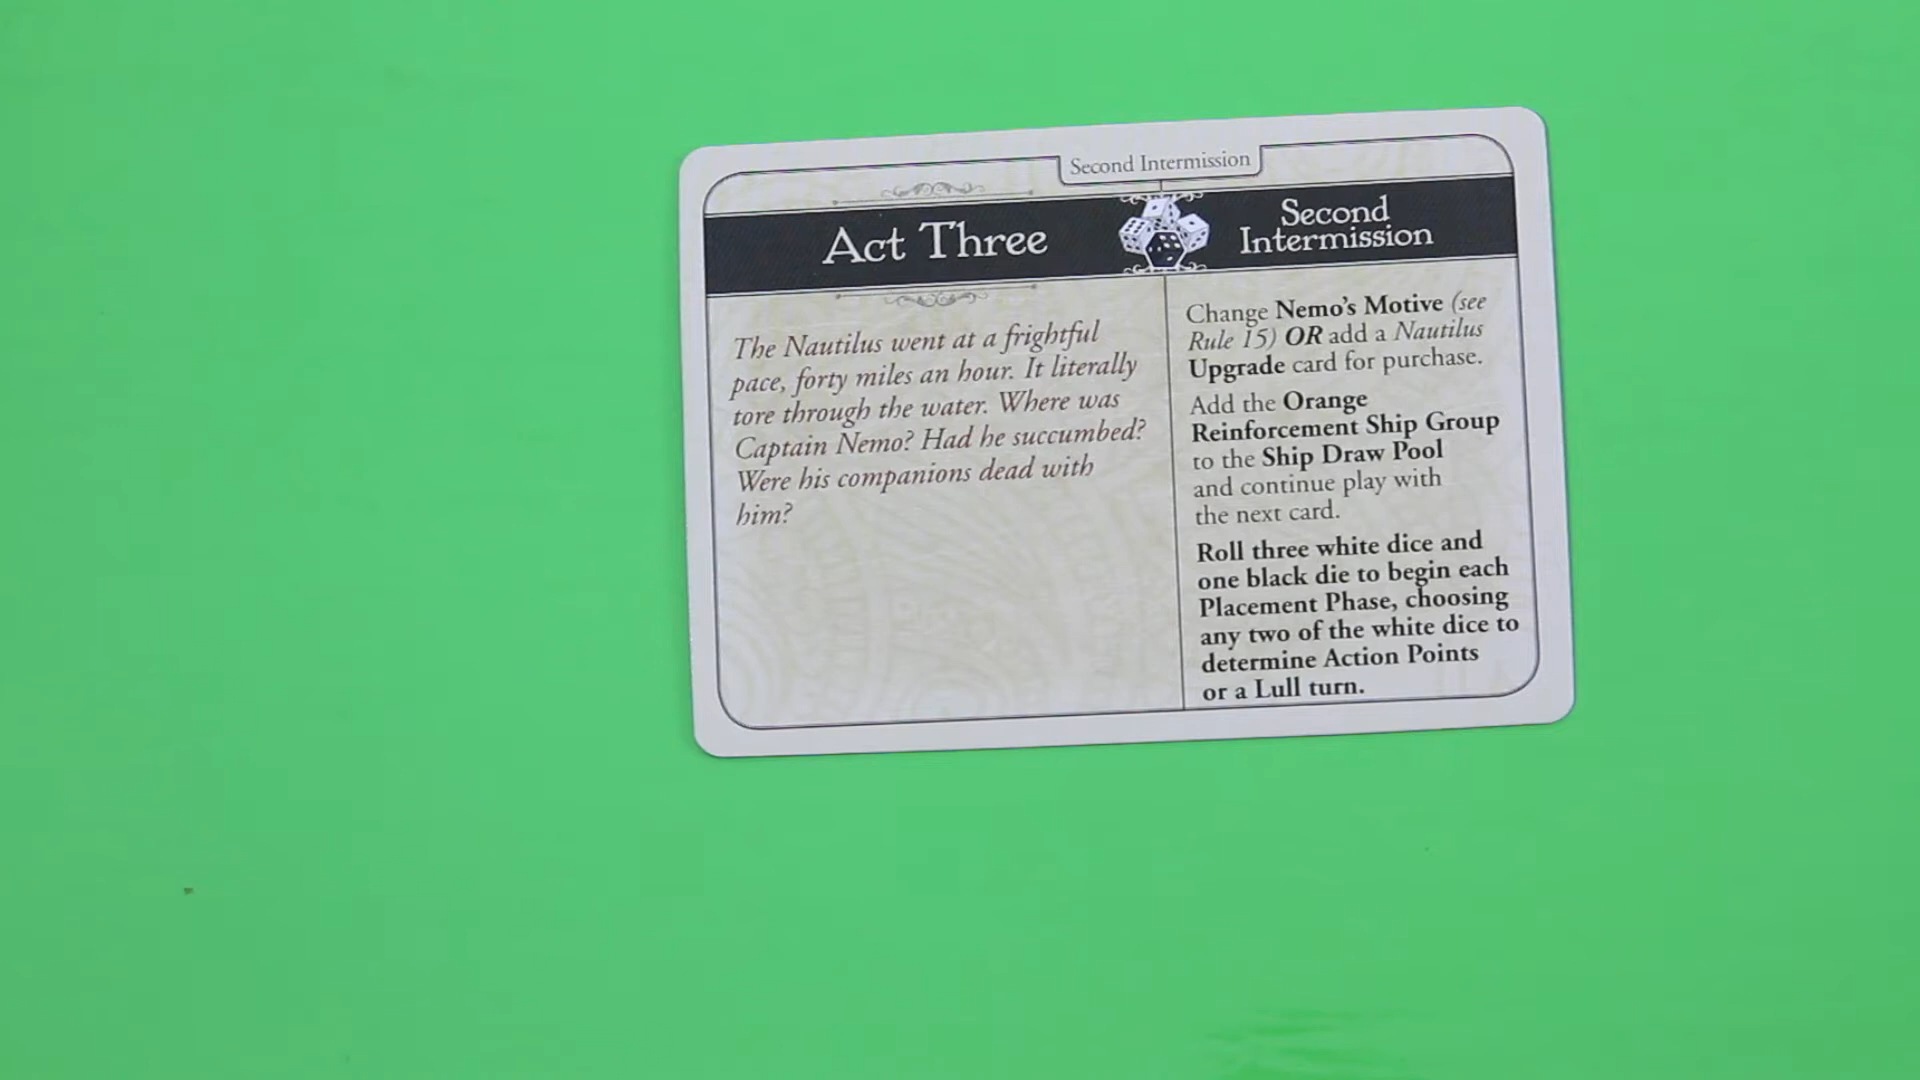 Second Intermission
Act Three
Second
Intermission
The Nautilus went at a frightful
pace, forty miles an hour. It literally
tore through the water. Where was
Captain Nemo? Had he succumbed?
Were his companions dead with
him?
Change Nemo's Motive (see
Rule 15) OR add a Nautilus
Upgrade card for purchase.
Add the Orange
Reinforcement Ship Group
to the Ship Draw Pool
and continue play with
the next card.
Roll three white dice and
one black die to begin each
Placement Phase, choosing
any two of the white dice to
determine Action Points
or a Lull turn.